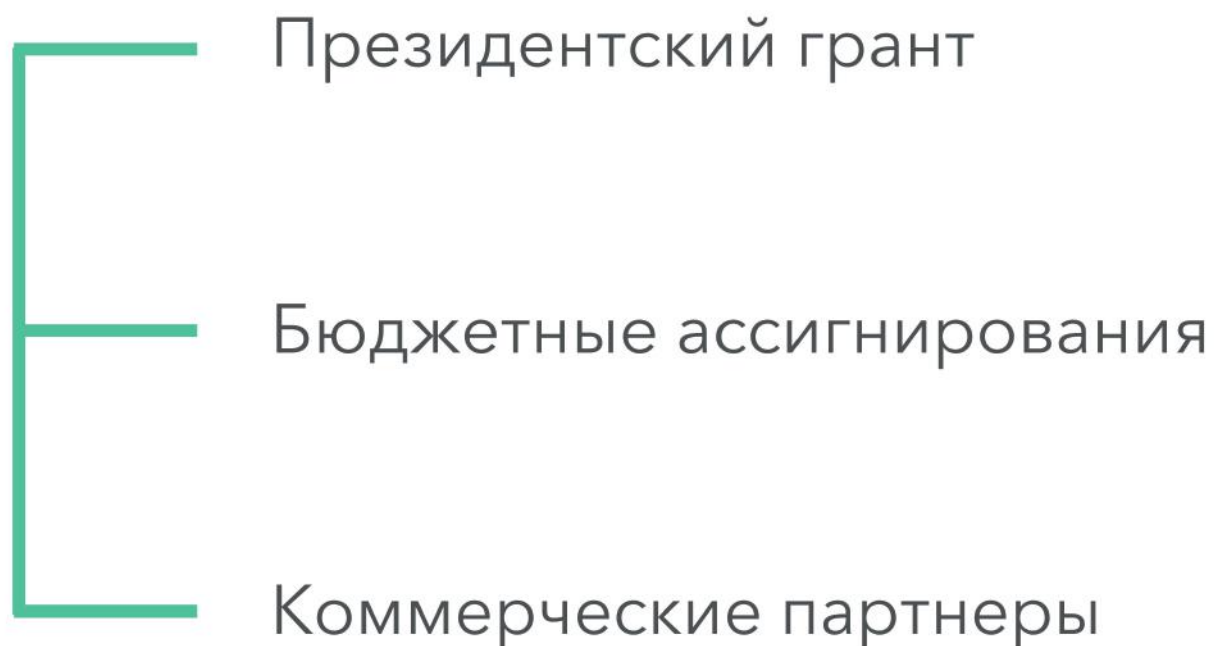 Президентский грант
Бюджетные ассигнирования
Коммерческие партнеры